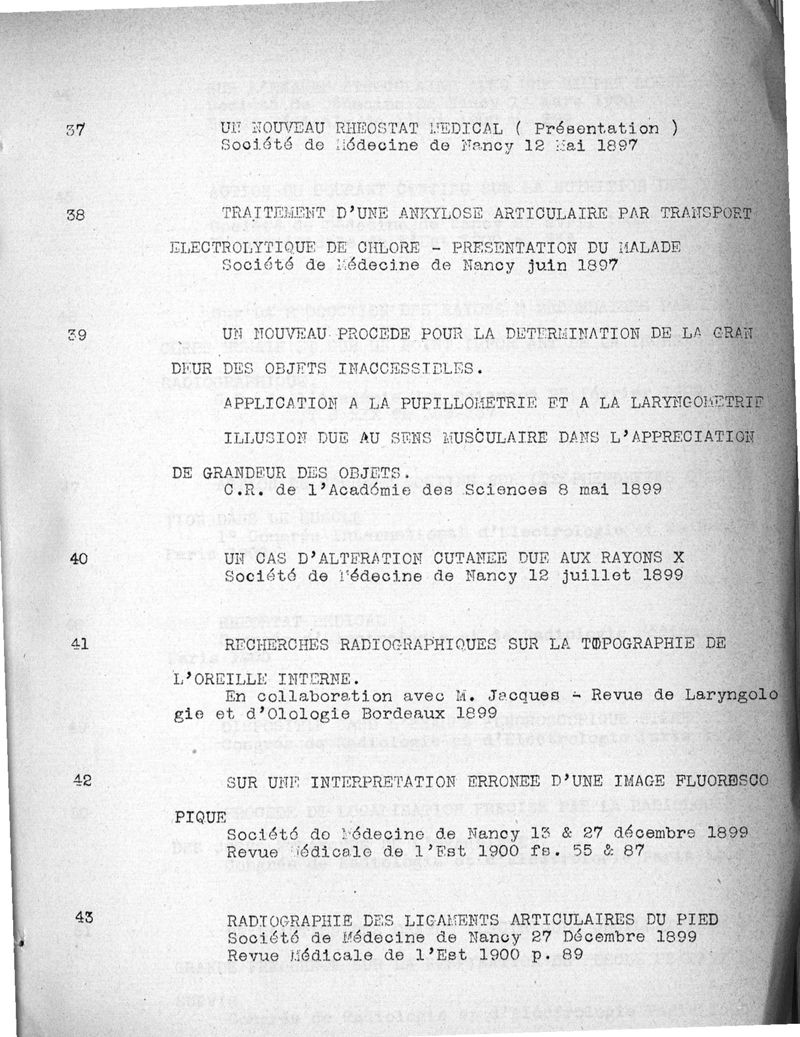 37 UN NOUVEAU RHEOSTAT MEDICAL ( Présentation )
Société de Médecine de Nancy 12 Mai 1897
38 TRAITEMENT D'UNE ANKYLOSE ARTICULAIRE PAR TRANSPORT
ELECTROLYTIQUE DE CHLORE - PRESENTATION DU MALADE
Société de Médecine de Nancy juin 1897
39 UN NOUVEAU PROCEDE POUR LA DETERMINATION DE LA GRAN
DEUR DES OBJETS INACCESSIBLES.
APPLICATION A LA PUPILLOMETRIE ET A LA LARYNGOMETRIE
ILLUSION DUE AU SENS MUSCULAIRE DANS L'APPRECIATION
DE GRANDEUR DES OBJETS.
C.R. de l'Académie des Sciences 8 mai 1899
40 UN CAS D'ALTERATION CUTANEE DUE AUX RAYONS X
Société de Médecine de Nancy 12 juillet 1899
41 RECHERCHES RADIOGRAPHIQUES SUR LA TOPOGRAPHIE DE
L'OREILLE INTERNE.
En collaboration avec M. Jacques - Revue de Laryngolo
gie et d'Olologie Bordeaux 1899
42 SUR UNE INTERPRETATION ERRONEE D'UNE IMAGE FLUORESCO
PIQUE
Société de Médecine de Nancy 13 & 27 décembre 1899
Revue Médicale de l'Est 1900 fs. 55 & 87
43 RADIOGRAPHIE DES LIGAMENTS ARTICULAIRES DU PIED
Société de Médecine de Nancy 27 Décembre 1899
Revue Médicale de l'Est 1900 p. 89